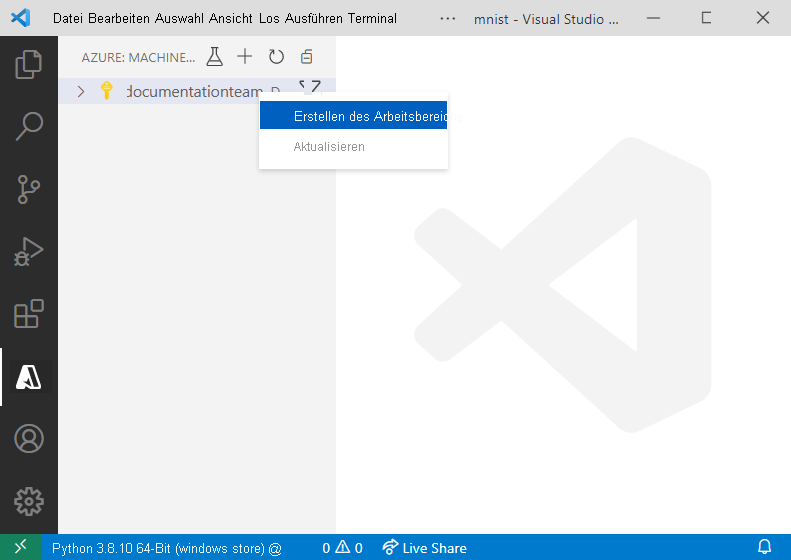 Datei Bearbeiten Auswahl Ansicht Los Ausführen Terminal ··· mnist - Visual Studio ...
AZURE: MACHINE...
documentationteam
Erstellen des Arbeitsbereic
Aktualisieren
Python 3.8.10 64-Bit (windows store) @ 0 0 Live Share